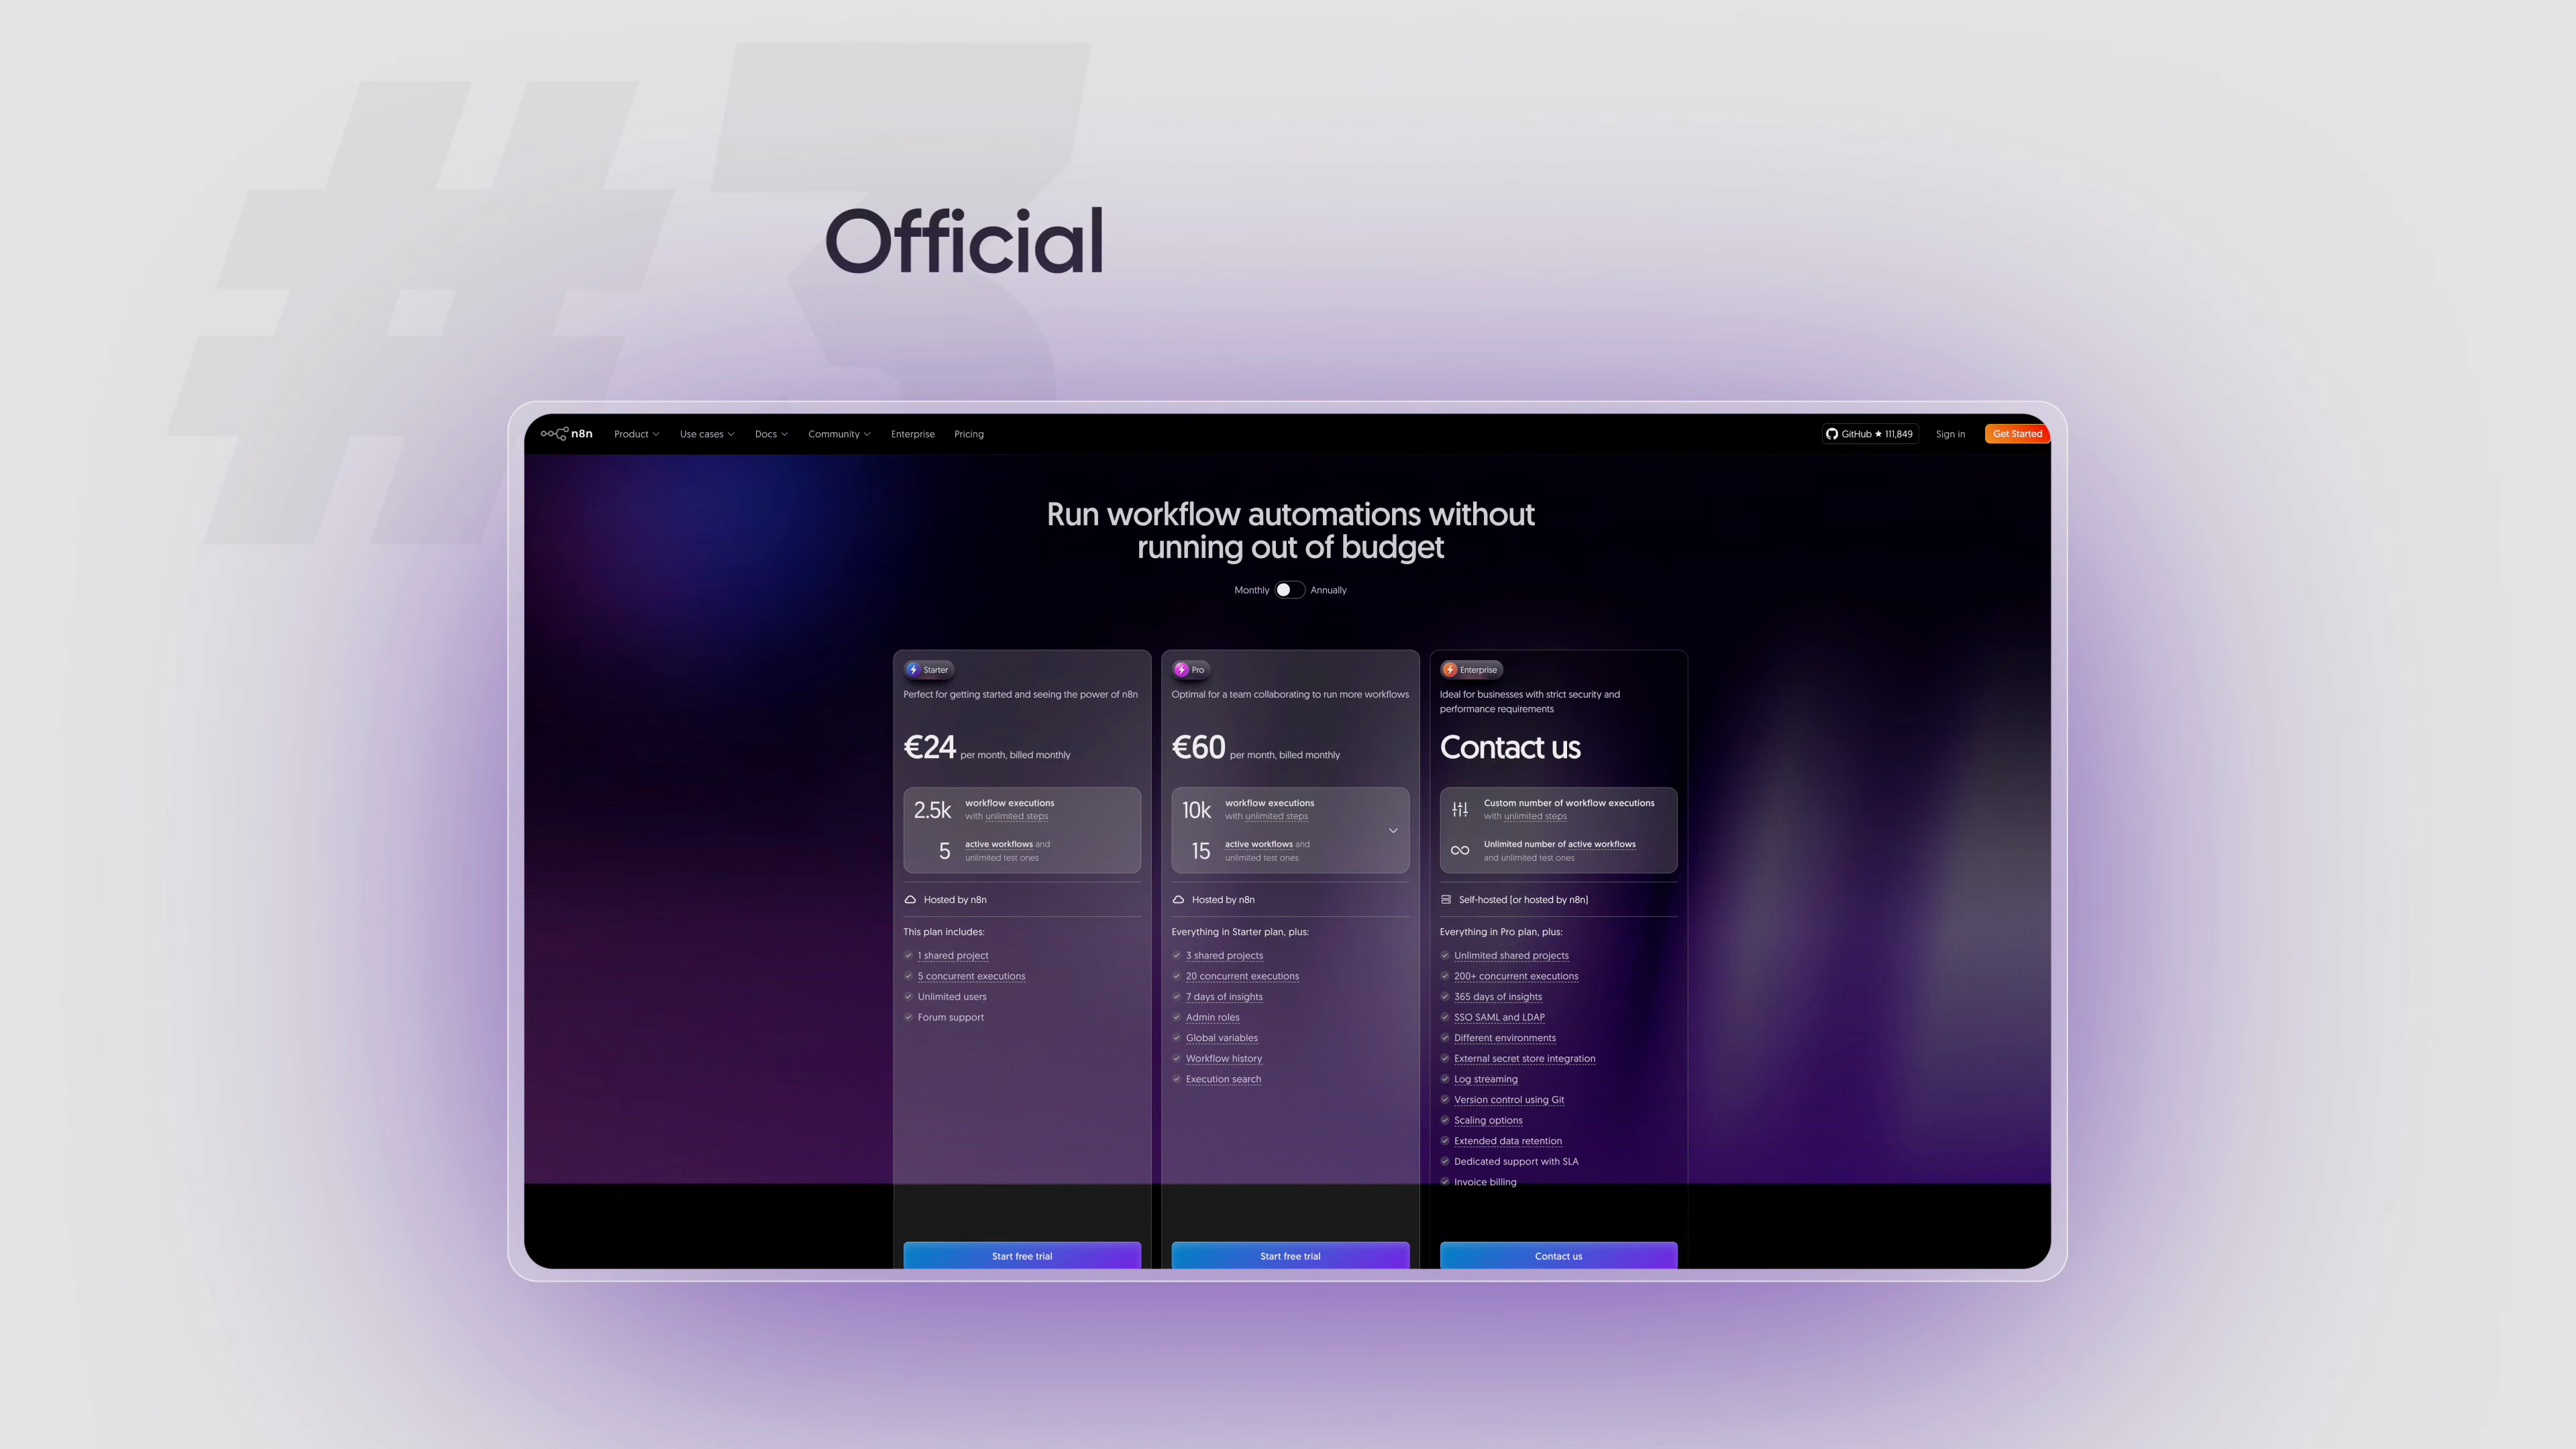 #3
Official
n8n
Product
Use cases
Docs
Community
Enterprise
Pricing
GitHub ★ 111,849
Sign in
Get Started
Run workflow automations without
running out of budget
Monthly
Annually
Starter
Perfect for getting started and seeing the power of n8n
€24 per month, billed monthly
2.5k workflow executions
with unlimited steps
5 active workflows and
unlimited test ones
Hosted by n8n
This plan includes:
1 shared project
5 concurrent executions
Unlimited users
Forum support
Start free trial
Pro
Optimal for a team collaborating to run more workflows
€60 per month, billed monthly
10k workflow executions
with unlimited steps
15 active workflows and
unlimited test ones
Hosted by n8n
Everything in Starter plan, plus:
3 shared projects
20 concurrent executions
7 days of insights
Admin roles
Global variables
Workflow history
Execution search
Start free trial
Enterprise
Ideal for businesses with strict security and
performance requirements
Contact us
Custom number of workflow executions
with unlimited steps
Unlimited number of active workflows
and unlimited test ones
Self-hosted (or hosted by n8n)
Everything in Pro plan, plus:
Unlimited shared projects
200+ concurrent executions
365 days of insights
SSO SAML and LDAP
Different environments
External secret store integration
Log streaming
Version control using Git
Scaling options
Extended data retention
Dedicated support with SLA
Invoice billing
Contact us